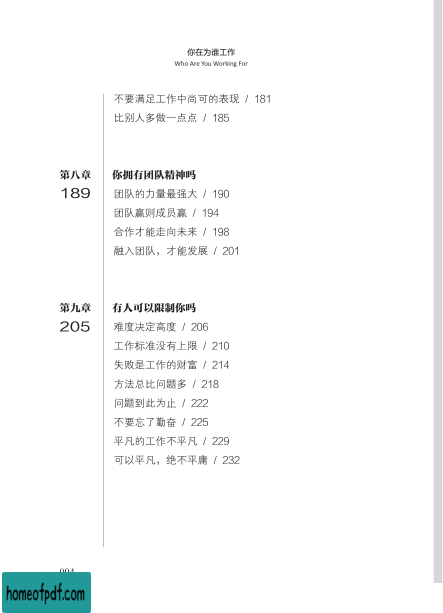 你在为谁工作
Who Are You Working For
不要满足工作中尚可的表现 / 181
比别人多做一点点 / 185
第八章 你拥有团队精神吗
189 团队的力量最强大 / 190
团队赢则成员赢 / 194
合作才能走向未来 / 198
融入团队，才能发展 / 201
第九章 有人可以限制你吗
205 难度决定高度 / 206
工作标准没有上限 / 210
失败是工作的财富 / 214
方法总比问题多 / 218
问题到此为止 / 222
不要忘了勤奋 / 225
平凡的工作不平凡 / 229
可以平凡，绝不平庸 / 232
homeofpdf.com